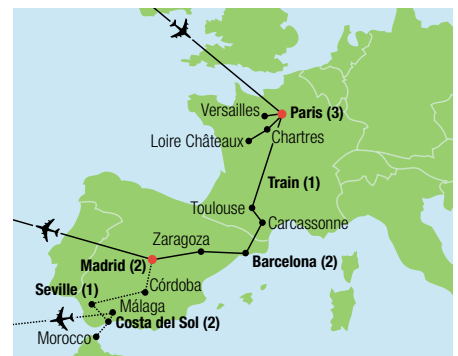 Versailles
Paris (3)
Loire Châteaux
Chartres
Train (1)
Toulouse
Carcassonne
Zaragoza
Madrid (2)
Barcelona (2)
Seville (1)
Córdoba
Málaga
Costa del Sol (2)
Morocco